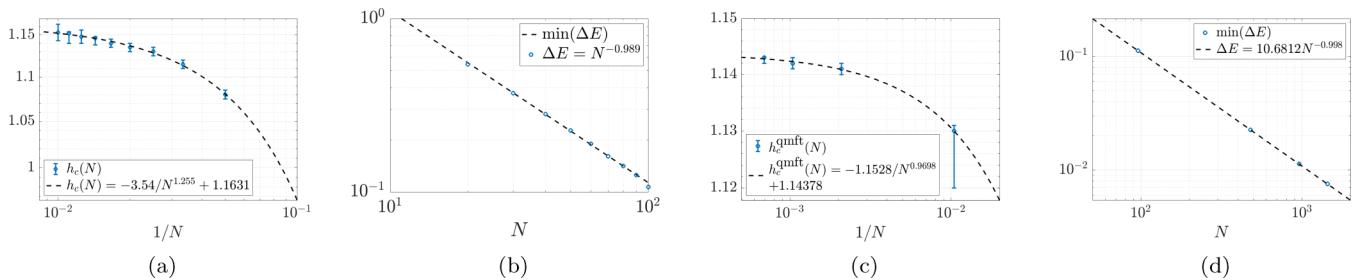 1.15
1.1
1.05
1
h_c(N)
h_c(N) = −3.54/N^{1.255} + 1.1631
10^{-2}
10^{-1}
1/N
(a)
10^0
10^{-1}
min(ΔE)
ΔE = N^{-0.989}
10^1
10^2
N
(b)
1.15
1.14
1.13
1.12
h_c^{qmft}(N)
h_c^{qmft}(N) = −1.1528/N^{0.9698}
+1.14378
10^{-3}
10^{-2}
1/N
(c)
10^{-1}
10^{-2}
min(ΔE)
ΔE = 10.6812N^{-0.998}
10^2
10^3
N
(d)